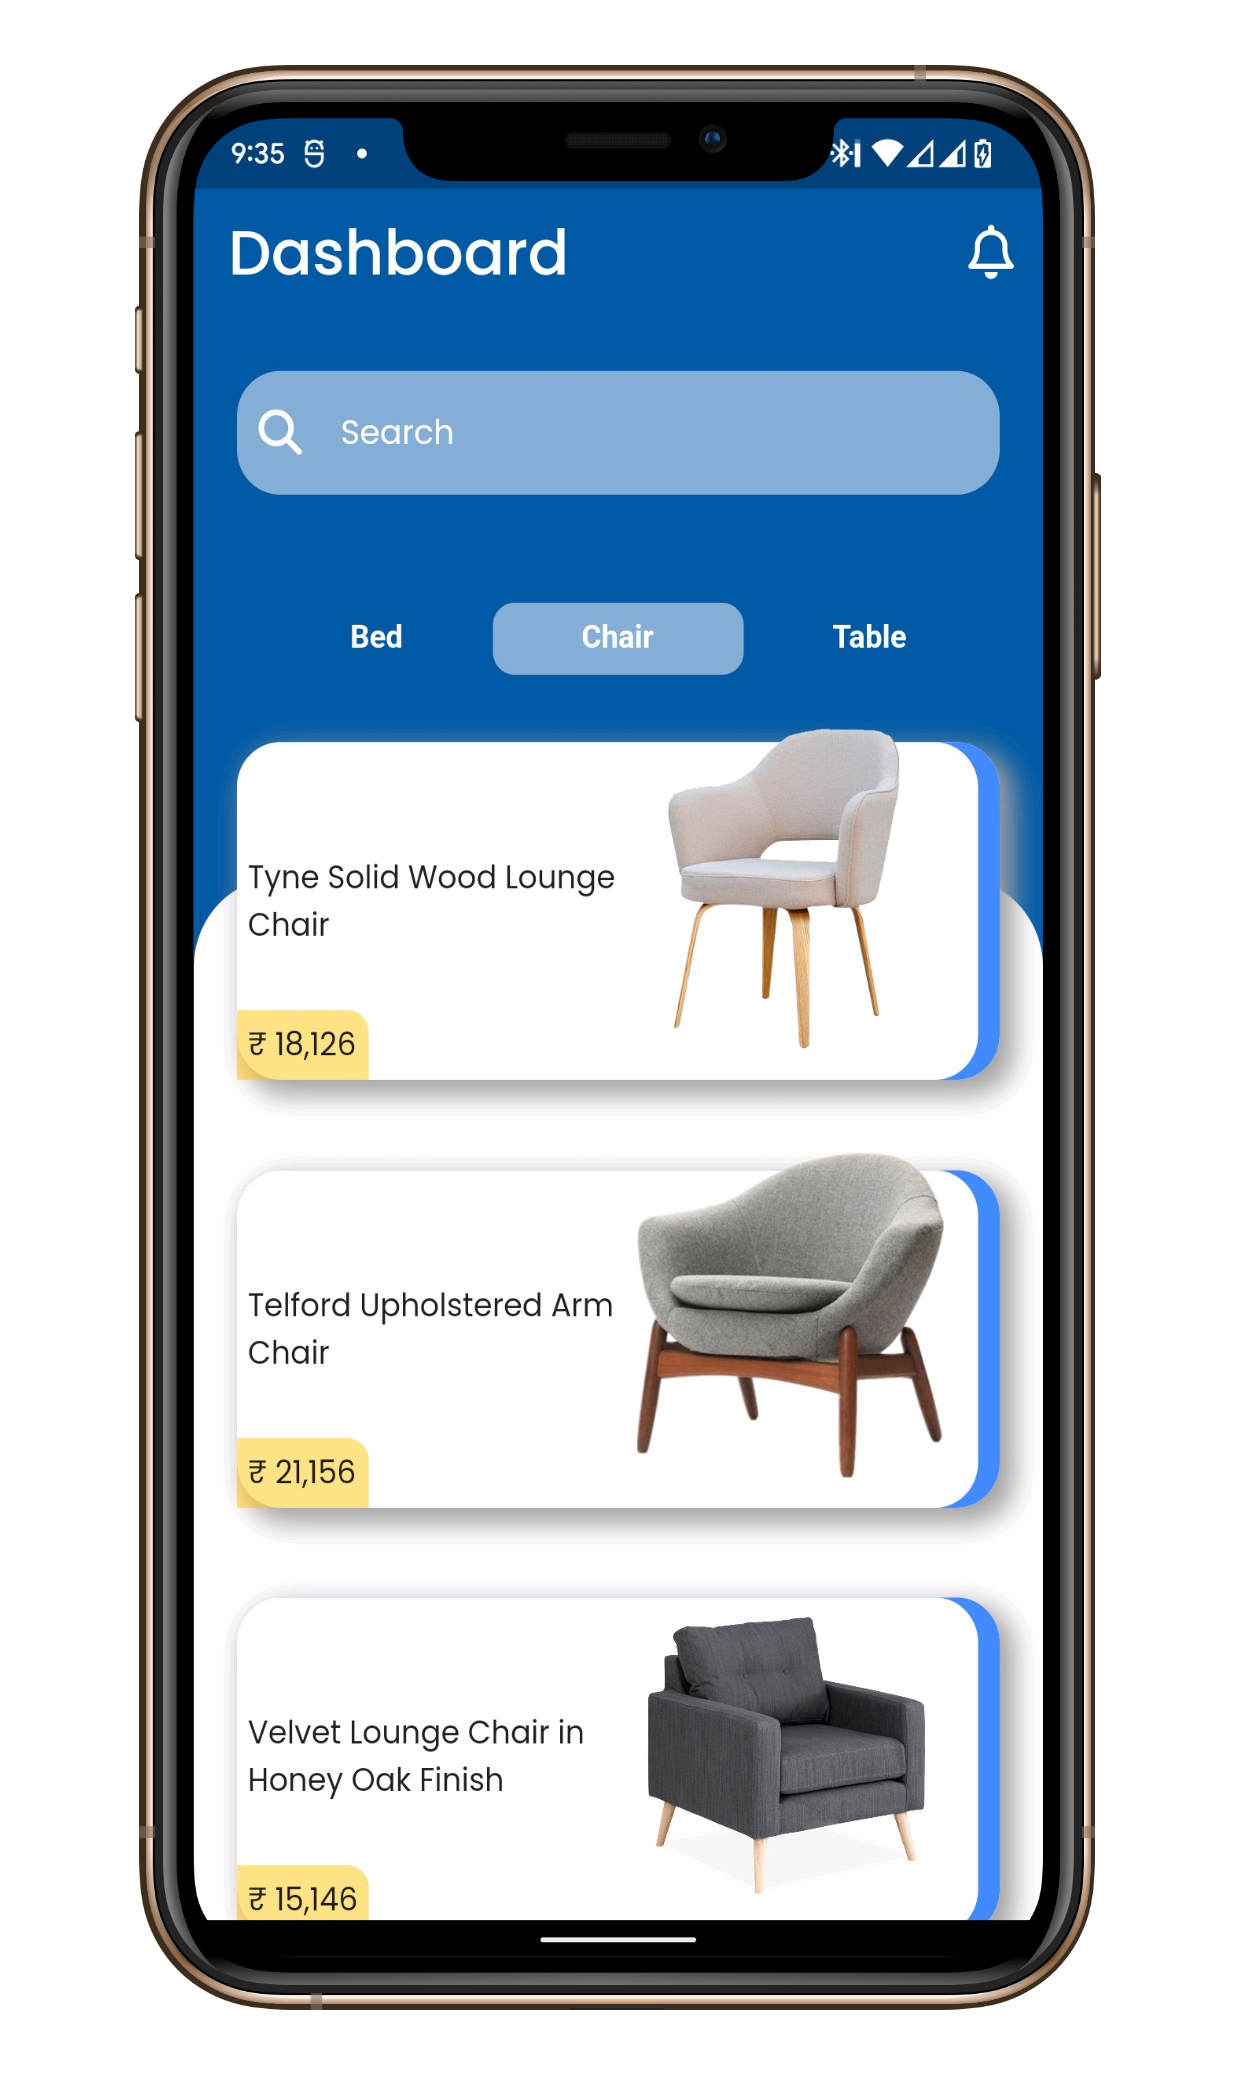 9:35
Dashboard
Search
Bed Chair Table
Tyne Solid Wood Lounge
Chair
₹ 18,126
Telford Upholstered Arm
Chair
₹ 21,156
Velvet Lounge Chair in
Honey Oak Finish
₹ 15,146